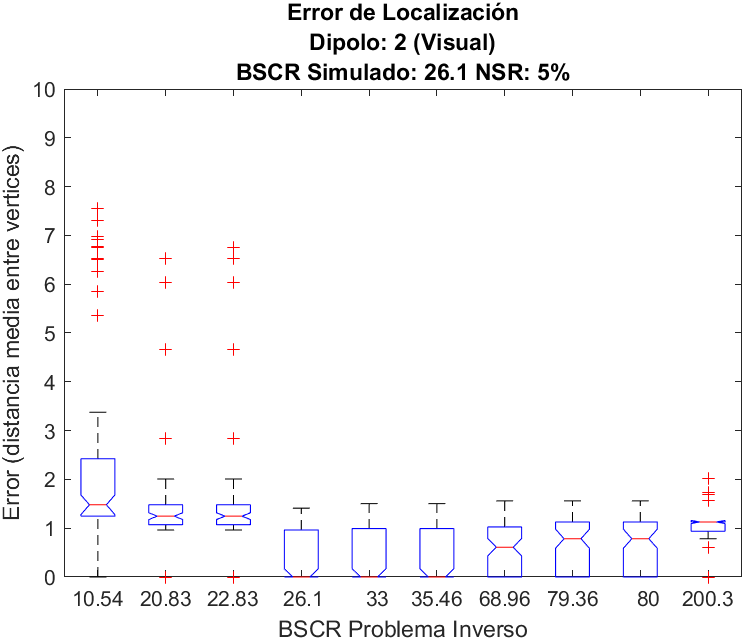 Error de Localización
Dipolo: 2 (Visual)
BSCR Simulado: 26.1 NSR: 5%
Error (distancia media entre vertices)
10
9
8
7
6
5
4
3
2
1
0
10.54 20.83 22.83 26.1 33 35.46 68.96 79.36 80 200.3
BSCR Problema Inverso